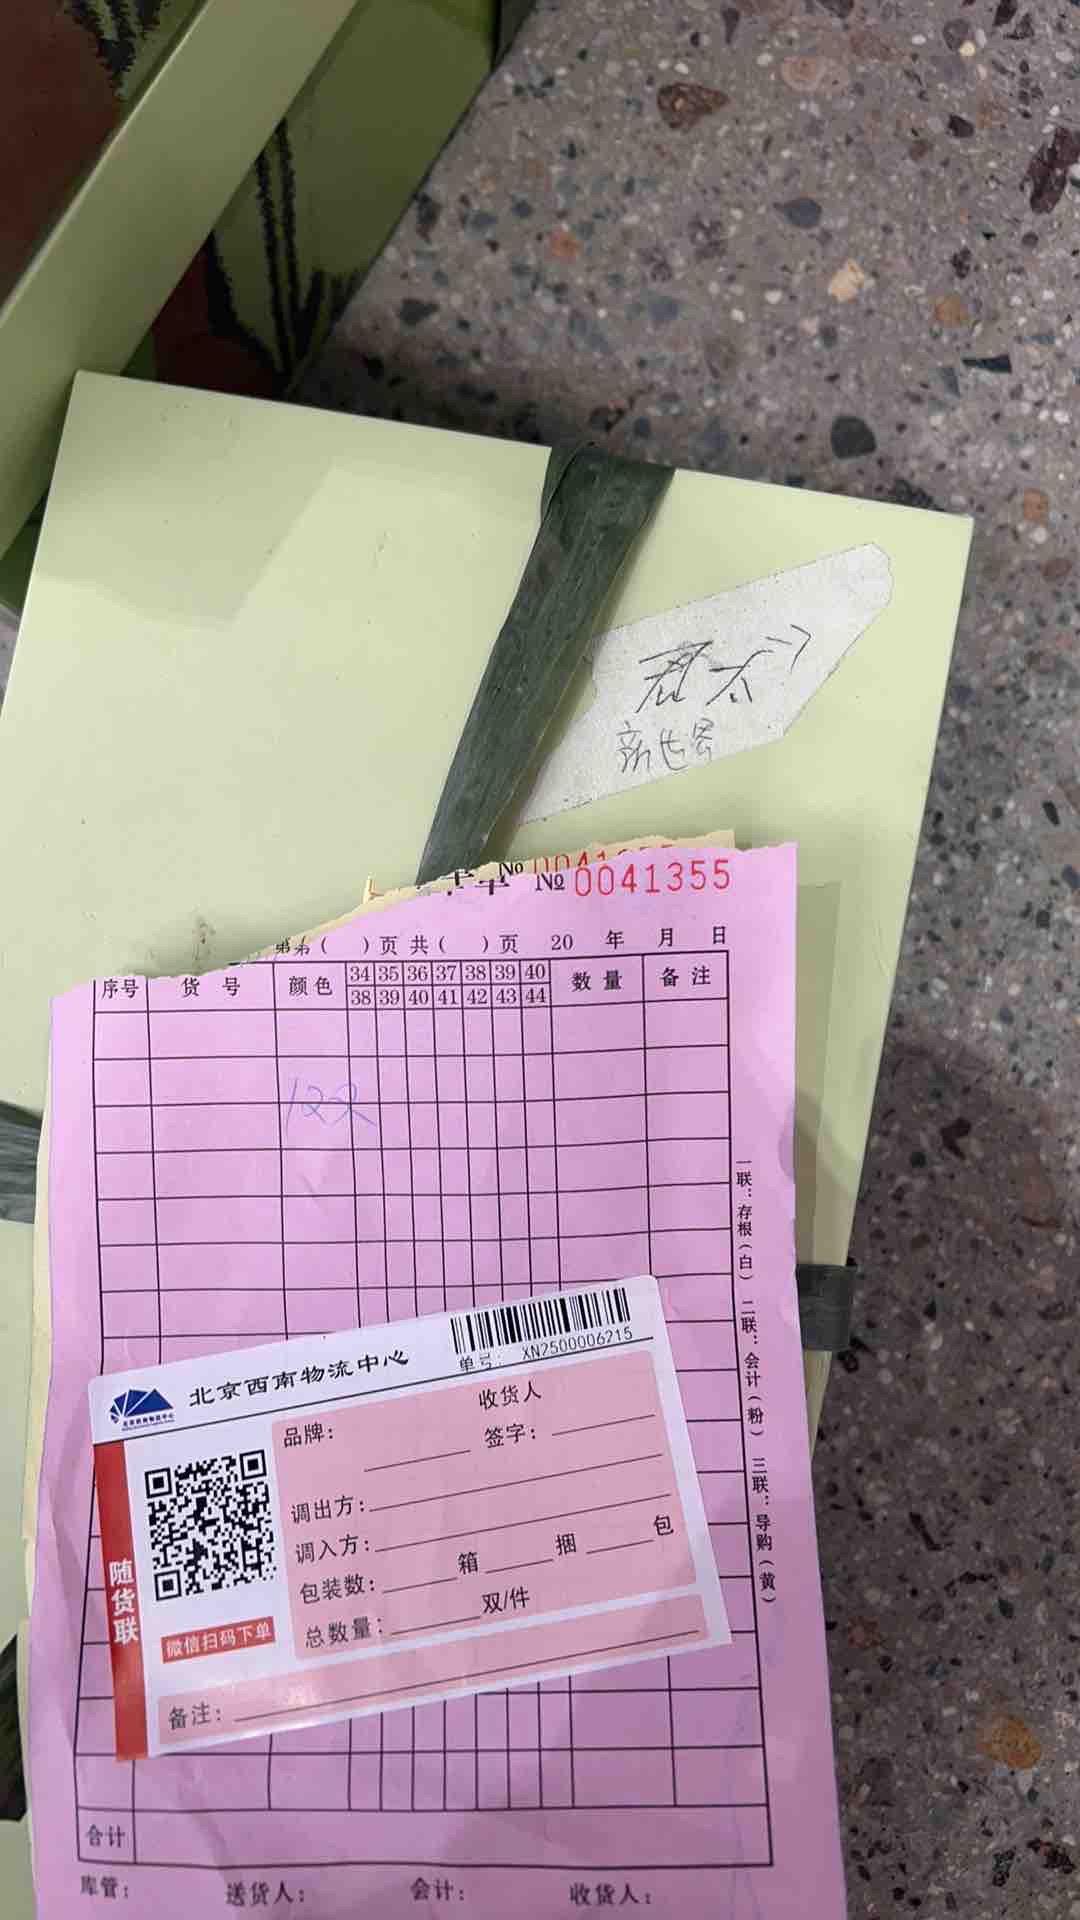 君太→
新世界
№ 0041355
第（ ）页 共（ ）页 20 年 月 日
序号 货号 颜色 34 35 36 37 38 39 40 数量 备注
38 39 40 41 42 43 44
12双
一联：存根（白） 二联：会计（粉） 三联：导购（黄）
北京西南物流中心
单号： XN2500006215
随货联
微信扫码下单
品牌：
收货人
签字：
调出方：
调入方：
包装数： 箱 捆 包
总数量： 双/件
备注：
合计
库管： 送货人： 会计： 收货人：